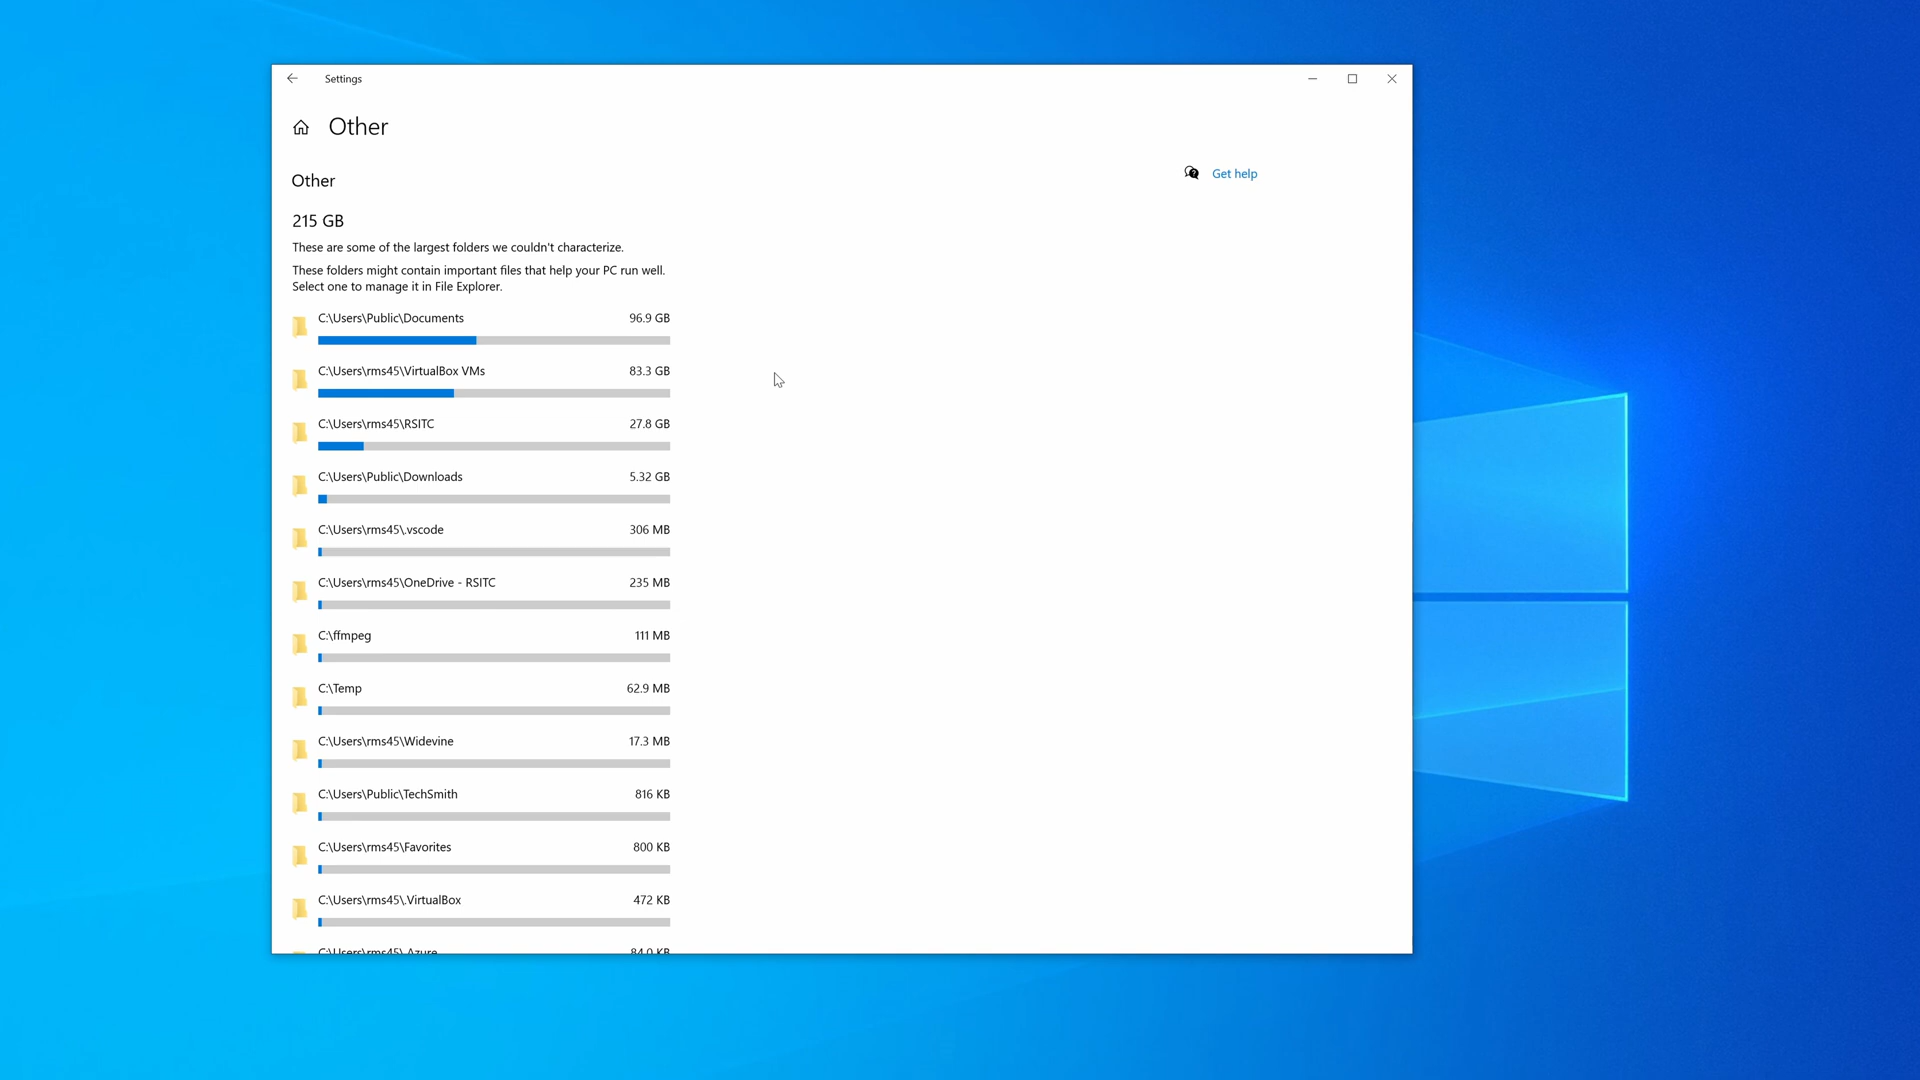 Settings
Other
Get help
Other
215 GB
These are some of the largest folders we couldn't characterize.
These folders might contain important files that help your PC run well.
Select one to manage it in File Explorer.
C:\Users\Public\Documents 96.9 GB
C:\Users\rms45\VirtualBox VMs 83.3 GB
C:\Users\rms45\RSITC 27.8 GB
C:\Users\Public\Downloads 5.32 GB
C:\Users\rms45\.vscode 306 MB
C:\Users\rms45\OneDrive - RSITC 235 MB
C:\ffmpeg 111 MB
C:\Temp 62.9 MB
C:\Users\rms45\Widevine 17.3 MB
C:\Users\Public\TechSmith 816 KB
C:\Users\rms45\Favorites 800 KB
C:\Users\rms45\.VirtualBox 472 KB
C:\Users\rms45\.Azure 84.0 KB